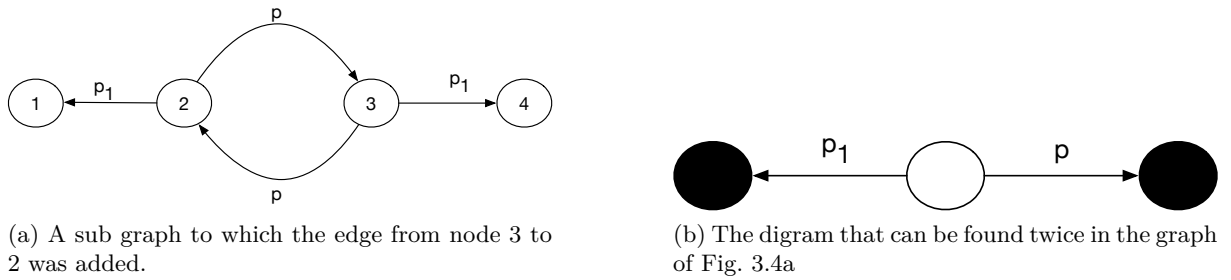 p
p1
1
2
3
p1
4
p
(a) A sub graph to which the edge from node 3 to
2 was added.
p1
p
(b) The digram that can be found twice in the graph
of Fig. 3.4a